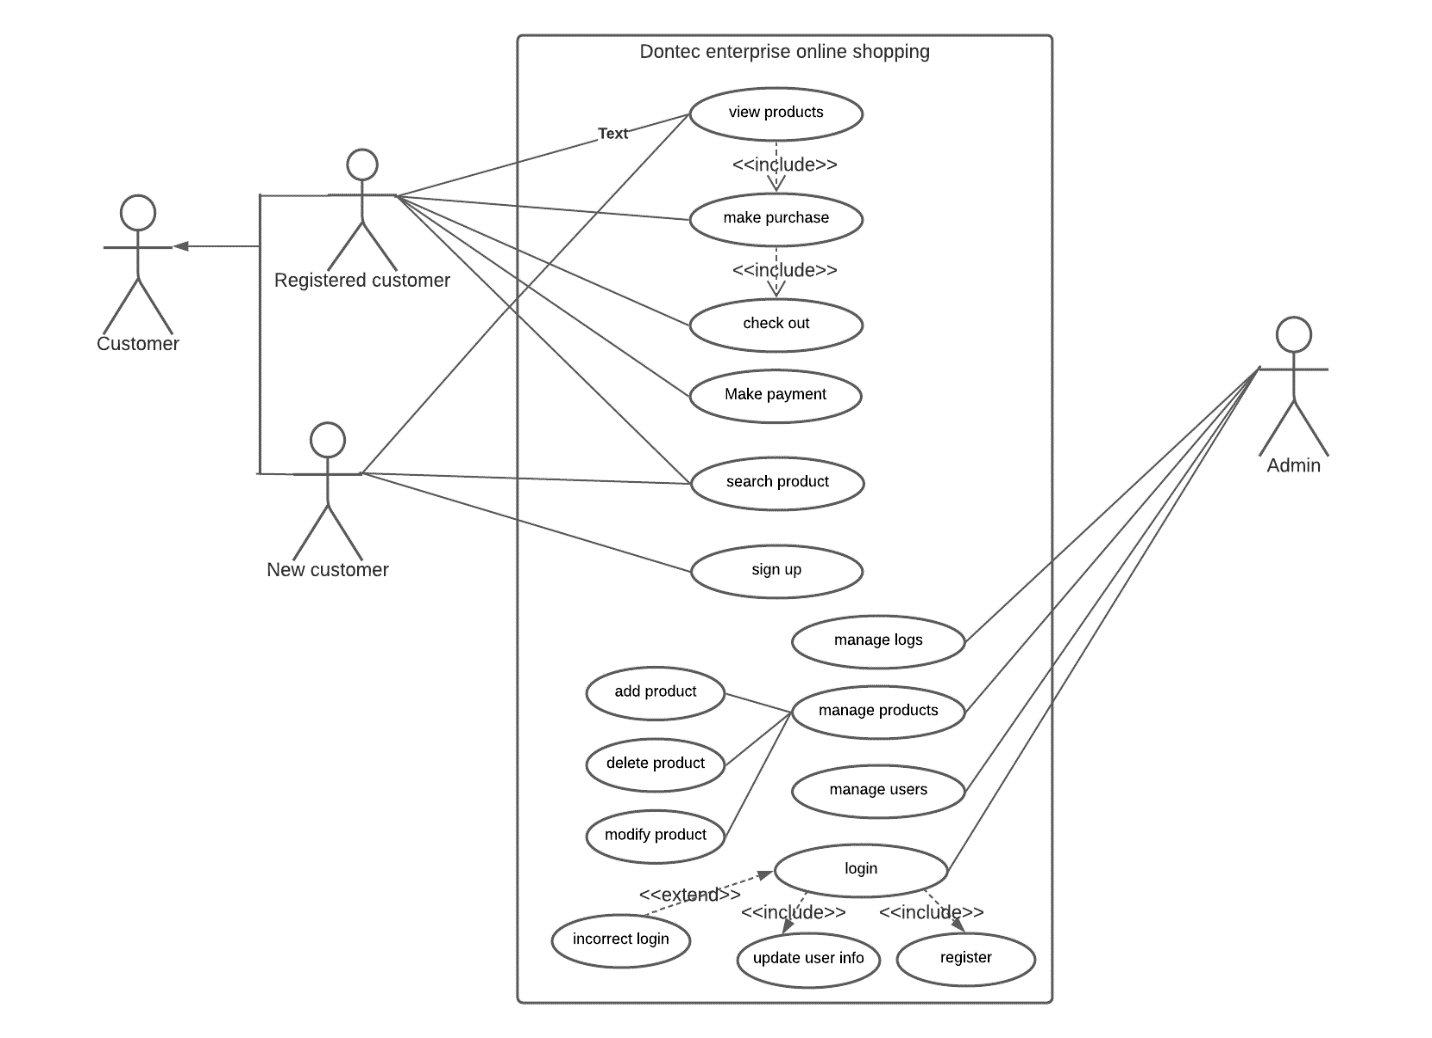 Dontec enterprise online shopping
view products
Text
<<include>>
make purchase
<<include>>
Registered customer
check out
Customer
Make payment
Admin
search product
New customer
sign up
manage logs
add product
manage products
delete product
manage users
modify product
login
<<extend>>
<<include>>
<<include>>
incorrect login
update user info
register